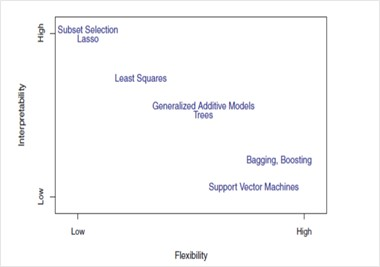 High
Subset Selection
Lasso
Least Squares
Interpretability
Generalized Additive Models
Trees
Bagging, Boosting
Support Vector Machines
Low
Low
High
Flexibility